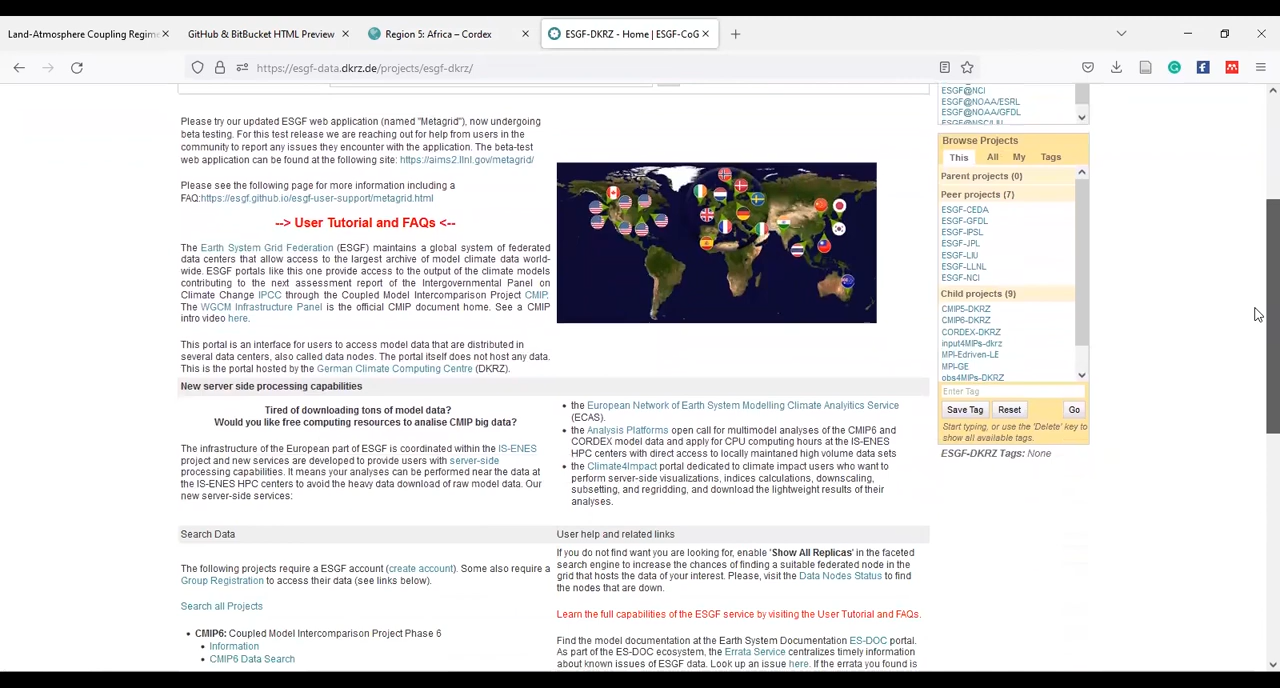 Land-Atmosphere Coupling Regime
GitHub & BitBucket HTML Preview
Region 5: Africa – Cordex
ESGF-DKRZ - Home | ESGF-CoG
https://esgf-data.dkrz.de/projects/esgf-dkrz/
Please try our updated ESGF web application (named "Metagrid"), now undergoing
beta testing. For this test release we are reaching out for help from users in the
community to report any issues they encounter with the application. The beta-test
web application can be found at the following site: https://aims2.llnl.gov/metagrid/
Please see the following page for more information including a
FAQ:https://esgf.github.io/esgf-user-support/metagrid.html
--> User Tutorial and FAQs <--
The Earth System Grid Federation (ESGF) maintains a global system of federated
data centers that allow access to the largest archive of model climate data world-
wide. ESGF portals like this one provide access to the output of the climate models
contributing to the next assessment report of the Intergovernmental Panel on
Climate Change IPCC through the Coupled Model Intercomparison Project CMIP.
The WGCM Infrastructure Panel is the official CMIP document home. See a CMIP
intro video here.
This portal is an interface for users to access model data that are distributed in
several data centers, also called data nodes. The portal itself does not host any data.
This is the portal hosted by the German Climate Computing Centre (DKRZ).
New server side processing capabilities
Tired of downloading tons of model data?
Would you like free computing resources to analise CMIP big data?
The infrastructure of the European part of ESGF is coordinated within the IS-ENES
project and new services are developed to provide users with server-side
processing capabilities. It means your analyses can be performed near the data at
the IS-ENES HPC centers to avoid the heavy data download of raw model data. Our
new server-side services:
• the European Network of Earth System Modelling Climate Analyitics Service
(ECAS).
• the Analysis Platforms open call for multimodel analyses of the CMIP6 and
CORDEX model data and apply for CPU computing hours at the IS-ENES
HPC centers with direct access to locally maintaned high volume data sets
• the Climate4Impact portal dedicated to climate impact users who want to
perform server-side visualizations, indices calculations, downscaling,
subsetting, and regridding, and download the lightweight results of their
analyses.
Search Data
The following projects require a ESGF account (create account). Some also require a
Group Registration to access their data (see links below).
Search all Projects
• CMIP6: Coupled Model Intercomparison Project Phase 6
• Information
• CMIP6 Data Search
User help and related links
If you do not find want you are looking for, enable 'Show All Replicas' in the faceted
search engine to increase the chances of finding a suitable federated node in the
grid that hosts the data of your interest. Please, visit the Data Nodes Status to find
the nodes that are down.
Learn the full capabilities of the ESGF service by visiting the User Tutorial and FAQs.
Find the model documentation at the Earth System Documentation ES-DOC portal.
As part of the ES-DOC ecosystem, the Errata Service centralizes timely information
about known issues of ESGF data. Look up an issue here. If the errata you found is
ESGF@NCI
ESGF@NOAA/ESRL
ESGF@NOAA/GFDL
ESGF@NSC/LIU
Browse Projects
This All My Tags
Parent projects (0)
Peer projects (7)
ESGF-CEDA
ESGF-GFDL
ESGF-IPSL
ESGF-JPL
ESGF-LIU
ESGF-LLNL
ESGF-NCI
Child projects (9)
CMIP5-DKRZ
CMIP6-DKRZ
CORDEX-DKRZ
input4MIPs-dkrz
MPI-Edriven-LE
MPI-GE
obs4MIPs-DKRZ
Enter Tag
Save Tag Reset Go
Start typing, or use the 'Delete' key to
show all available tags.
ESGF-DKRZ Tags: None